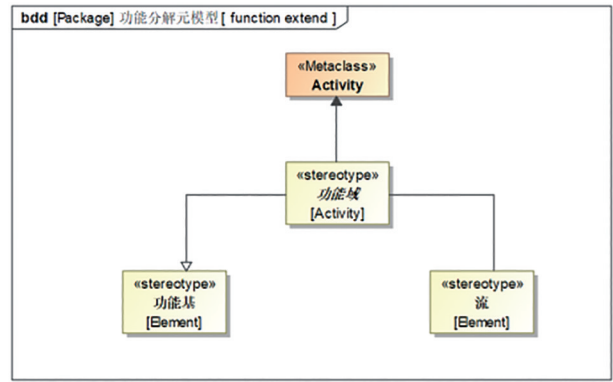 bdd [Package] 功能分解元模型[ function extend ]
«Metaclass»
Activity
«stereotype»
功能域
[Activity]
«stereotype»
功能基
[Element]
«stereotype»
流
[Element]